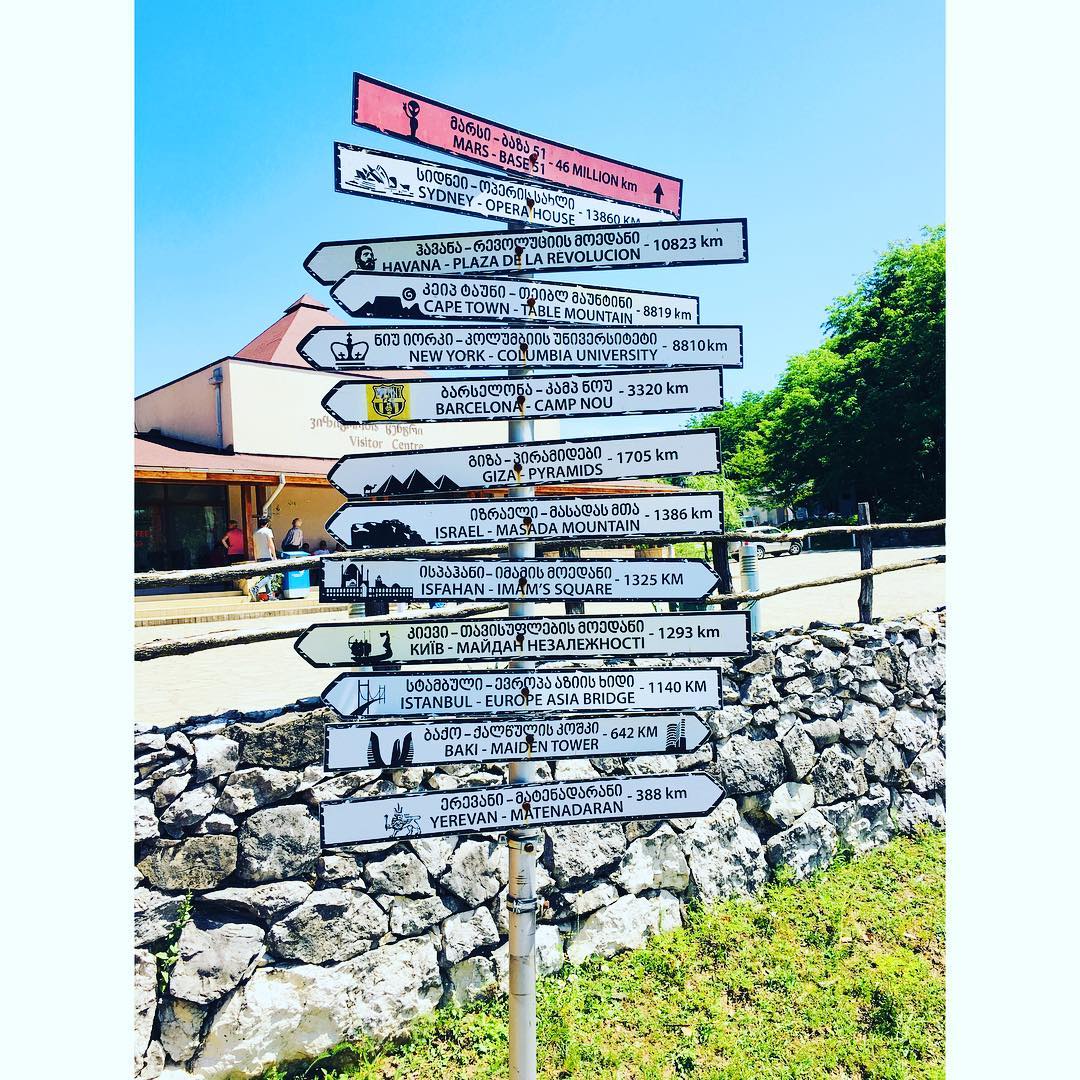 მარსი - ბაზა 51
MARS - BASE 51
- 46 MILLION km
სიდნეი - ოპერის სახლი
SYDNEY - OPERA HOUSE
- 13860 KM
ჰავანა - რევოლუციის მოედანი
HAVANA - PLAZA DE LA REVOLUCION
- 10823 km
კეიპ ტაუნი - თეიბლ მაუნტინი
CAPE TOWN - TABLE MOUNTAIN
- 8819 km
ნიუ იორკი - კოლუმბიის უნივერსიტეტი
NEW YORK - COLUMBIA UNIVERSITY
- 8810 km
ბარსელონა - კამპ ნოუ
BARCELONA - CAMP NOU
- 3320 km
ვიზიტორთა ცენტრი
Visitor Centre
გიზა - პირამიდები
GIZA - PYRAMIDS
- 1705 km
ისრაელი - მასადას მთა
ISRAEL - MASADA MOUNTAIN
- 1386 km
ისპაჰანი - იმამის მოედანი
ISFAHAN - IMAM'S SQUARE
- 1325 KM
კიევი - თავისუფლების მოედანი
КИЇВ - МАЙДАН НЕЗАЛЕЖНОСТІ
- 1293 km
სტამბული - ევროპა აზიის ხიდი
ISTANBUL - EUROPE ASIA BRIDGE
- 1140 KM
ბაქო - ქალწულის კოშკი
BAKI - MAIDEN TOWER
- 642 KM
ერევანი - მატენადარანი
YEREVAN - MATENADARAN
- 388 km